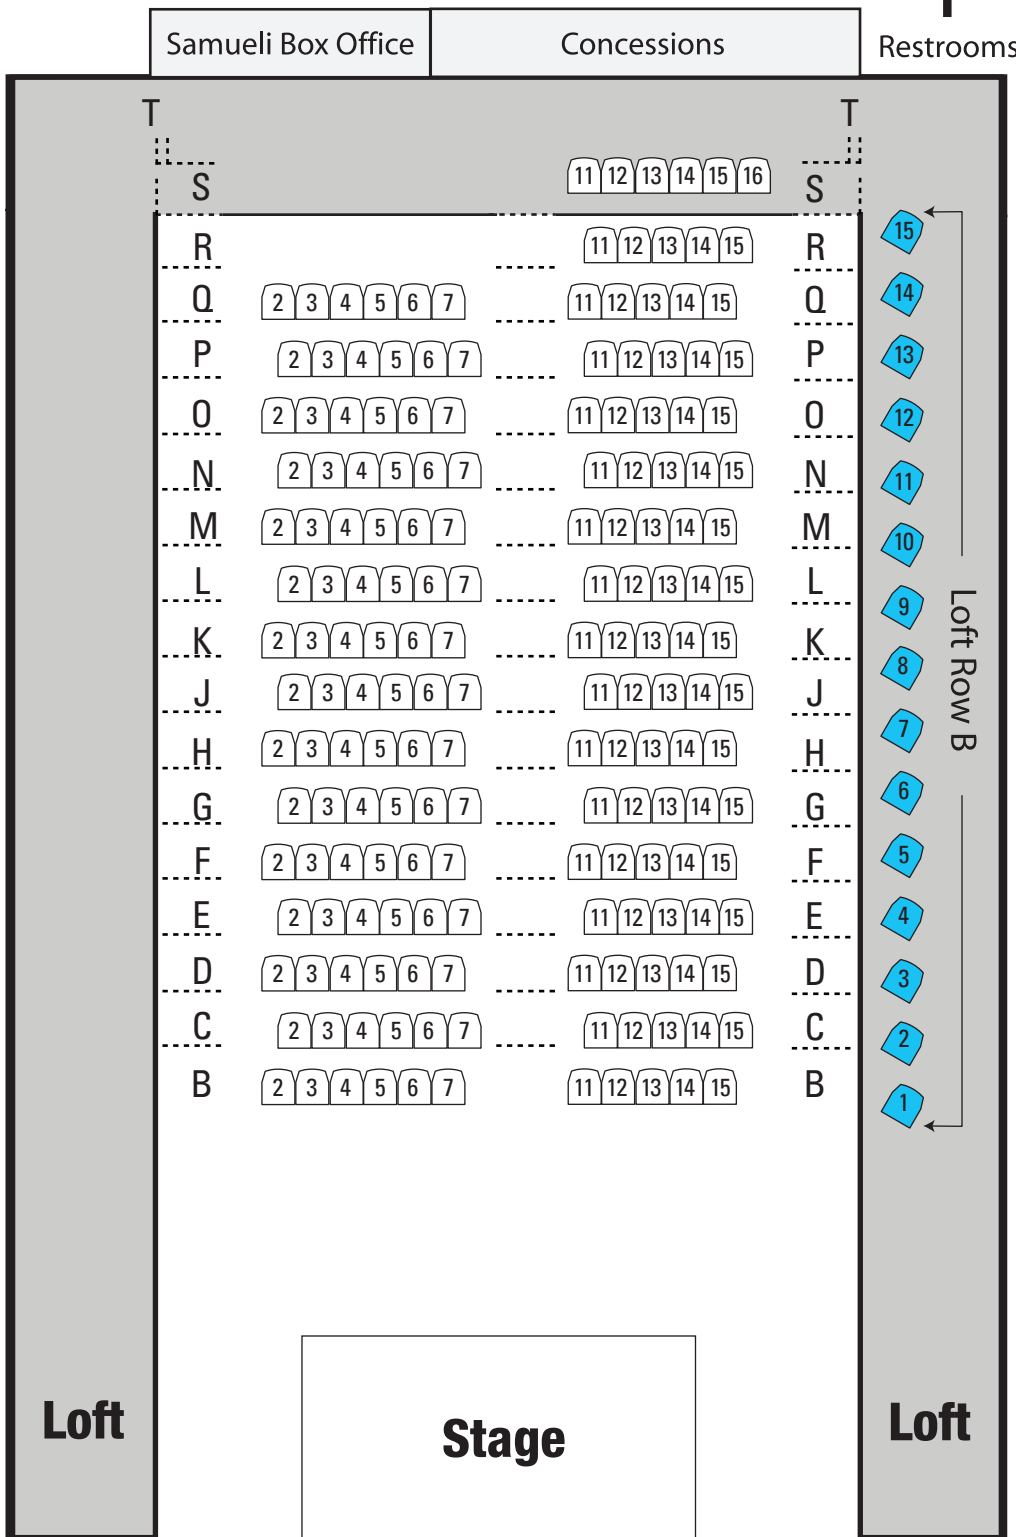 Samueli Box Office Concessions Restrooms
T T
S 11 12 13 14 15 16 S
R 11 12 13 14 15 R 15
Q 2 3 4 5 6 7 11 12 13 14 15 Q 14
P 2 3 4 5 6 7 11 12 13 14 15 P 13
O 2 3 4 5 6 7 11 12 13 14 15 O 12
N 2 3 4 5 6 7 11 12 13 14 15 N 11
M 2 3 4 5 6 7 11 12 13 14 15 M 10
L 2 3 4 5 6 7 11 12 13 14 15 L 9
K 2 3 4 5 6 7 11 12 13 14 15 K 8
J 2 3 4 5 6 7 11 12 13 14 15 J 7
H 2 3 4 5 6 7 11 12 13 14 15 H 6
G 2 3 4 5 6 7 11 12 13 14 15 G 5
F 2 3 4 5 6 7 11 12 13 14 15 F 4
E 2 3 4 5 6 7 11 12 13 14 15 E 3
D 2 3 4 5 6 7 11 12 13 14 15 D 2
C 2 3 4 5 6 7 11 12 13 14 15 C 1
B 2 3 4 5 6 7 11 12 13 14 15 B
Loft Row B
Loft Stage Loft